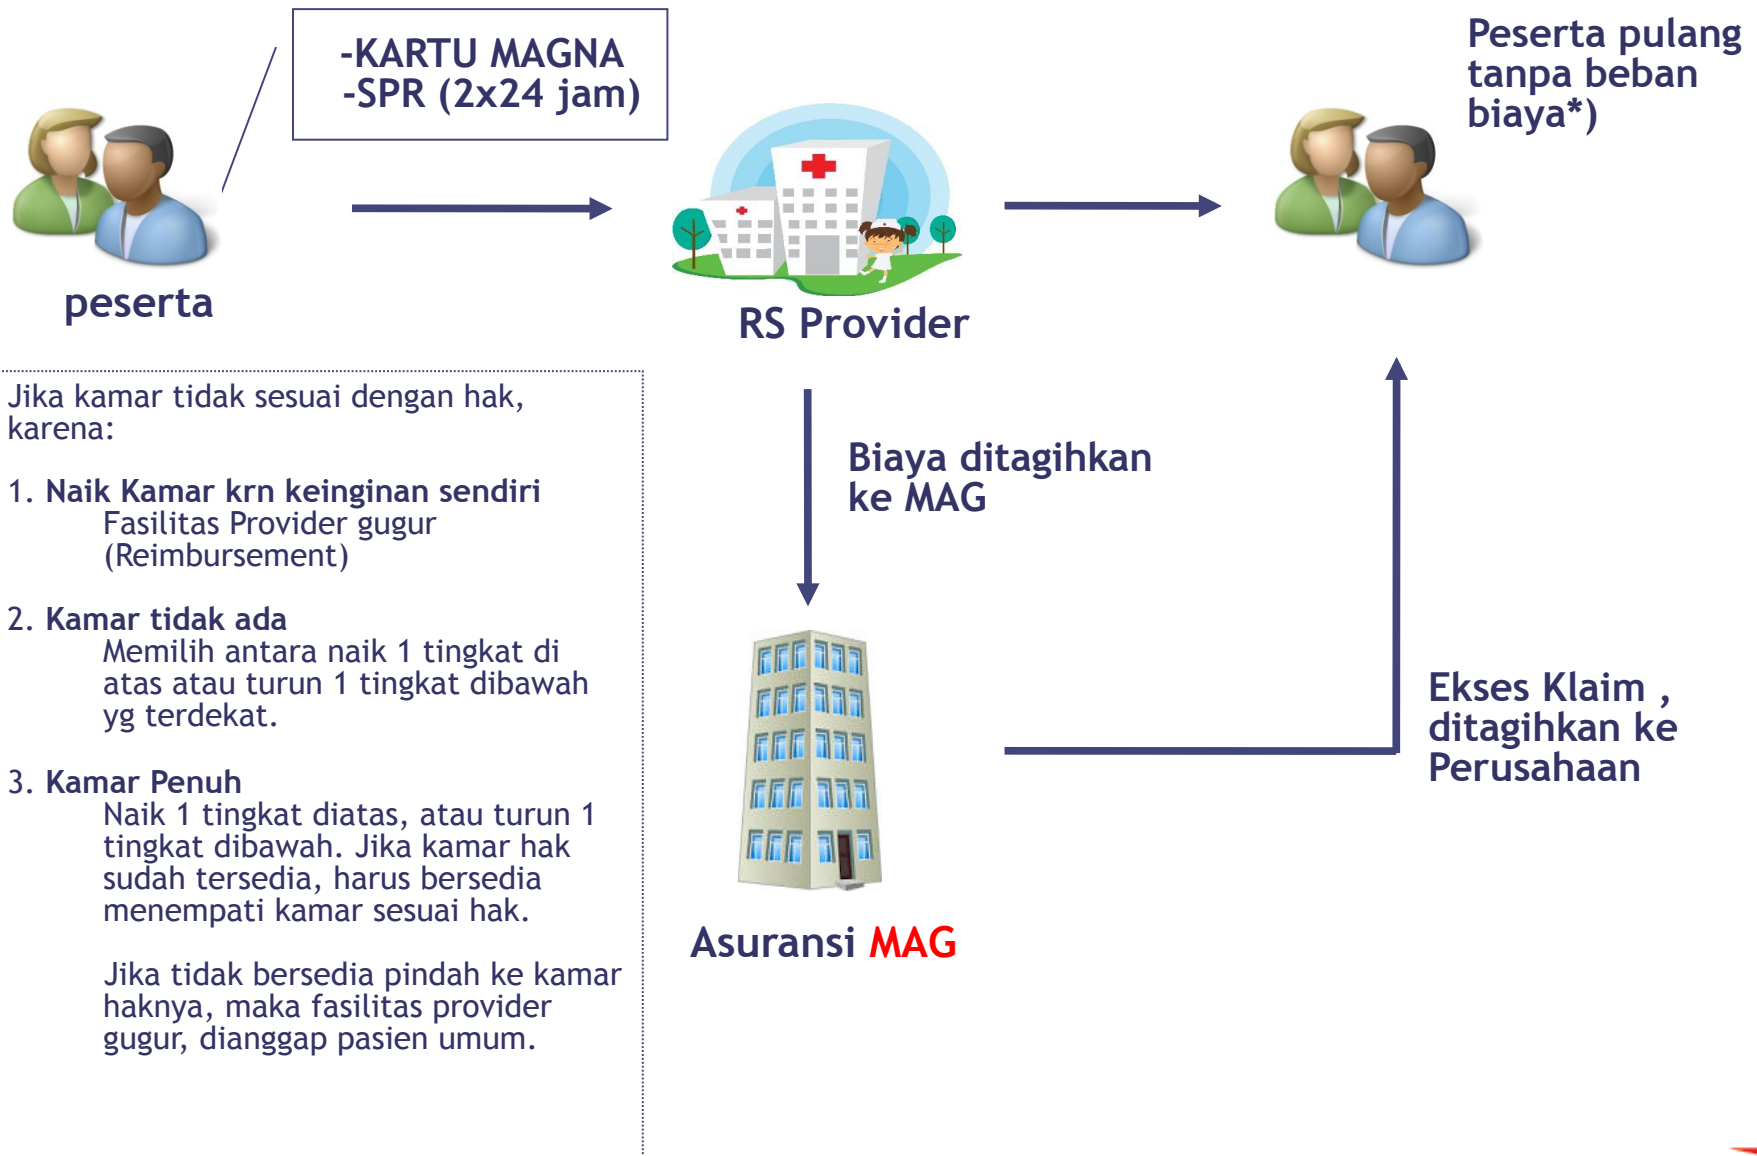 -KARTU MAGNA
-SPR (2x24 jam)
Peserta pulang
tanpa beban
biaya*)
peserta
RS Provider
Jika kamar tidak sesuai dengan hak,
karena:
1. Naik Kamar krn keinginan sendiri
Fasilitas Provider gugur
(Reimbursement)
2. Kamar tidak ada
Memilih antara naik 1 tingkat di
atas atau turun 1 tingkat dibawah
yg terdekat.
3. Kamar Penuh
Naik 1 tingkat diatas, atau turun 1
tingkat dibawah. Jika kamar hak
sudah tersedia, harus bersedia
menempati kamar sesuai hak.
Jika tidak bersedia pindah ke kamar
haknya, maka fasilitas provider
gugur, dianggap pasien umum.
Biaya ditagihkan
ke MAG
Asuransi MAG
Ekses Klaim ,
ditagihkan ke
Perusahaan